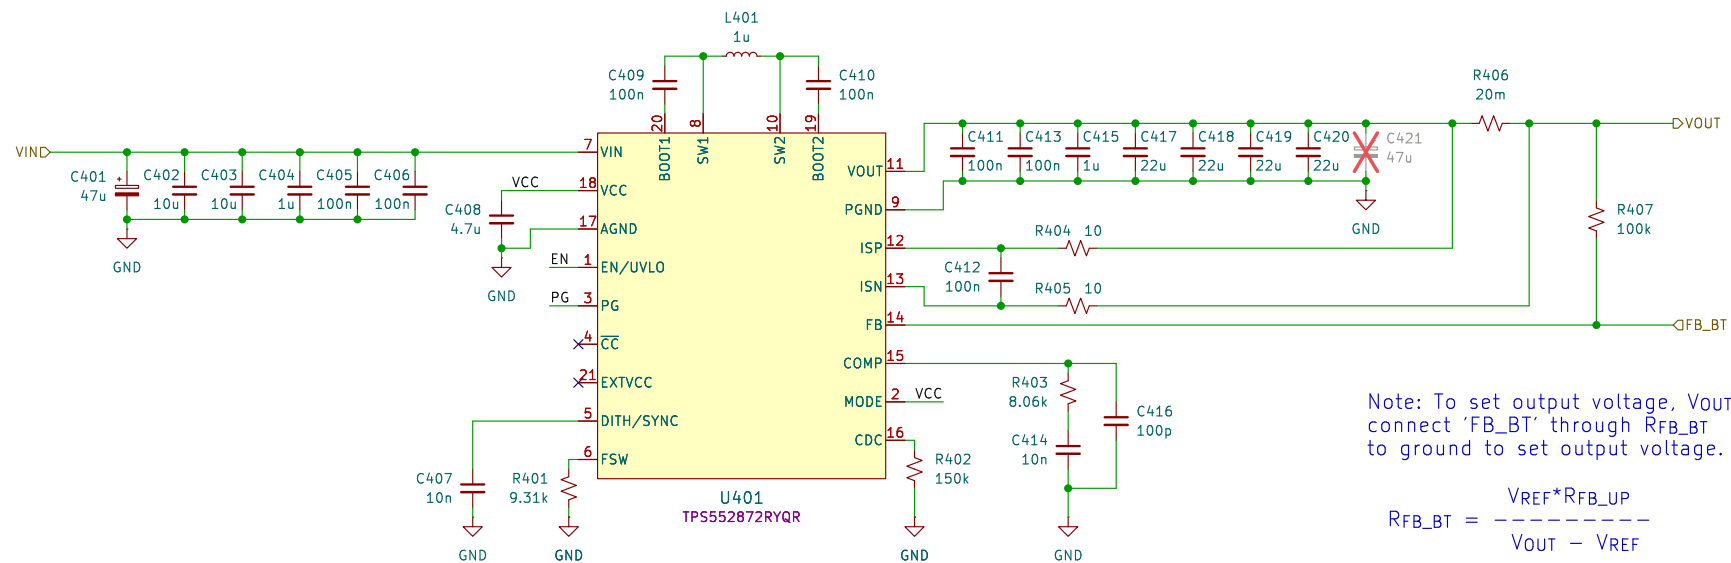 L401
1u
C409
100n
C410
100n
R406
20m
20
8
10
19
BOOT1
SW1
SW2
BOOT2
VIN
7
VIN
C401
47u
+
C402
10u
C403
10u
C404
1u
C405
100n
C406
100n
GND
VCC
18
VCC
C408
4.7u
17
AGND
GND
EN
1
EN/UVLO
PG
3
PG
4
CC
21
EXTVCC
5
DITH/SYNC
6
FSW
C407
10n
R401
9.31k
GND
GND
U401
TPS552872RYQR
VOUT
11
PGND
9
ISP
12
ISN
13
FB
14
COMP
15
MODE
2
VCC
CDC
16
C411
100n
C413
100n
C415
1u
C417
22u
C418
22u
C419
22u
C420
22u
C421
47u
GND
VOUT
R407
100k
R404 10
C412
100n
R405 10
FB_BT
R403
8.06k
C414
10n
C416
100p
R402
150k
GND
GND
Note: To set output voltage, VOUT
connect 'FB_BT' through RFB_BT
to ground to set output voltage.
VREF*RFB_UP
RFB_BT = ----------
VOUT - VREF